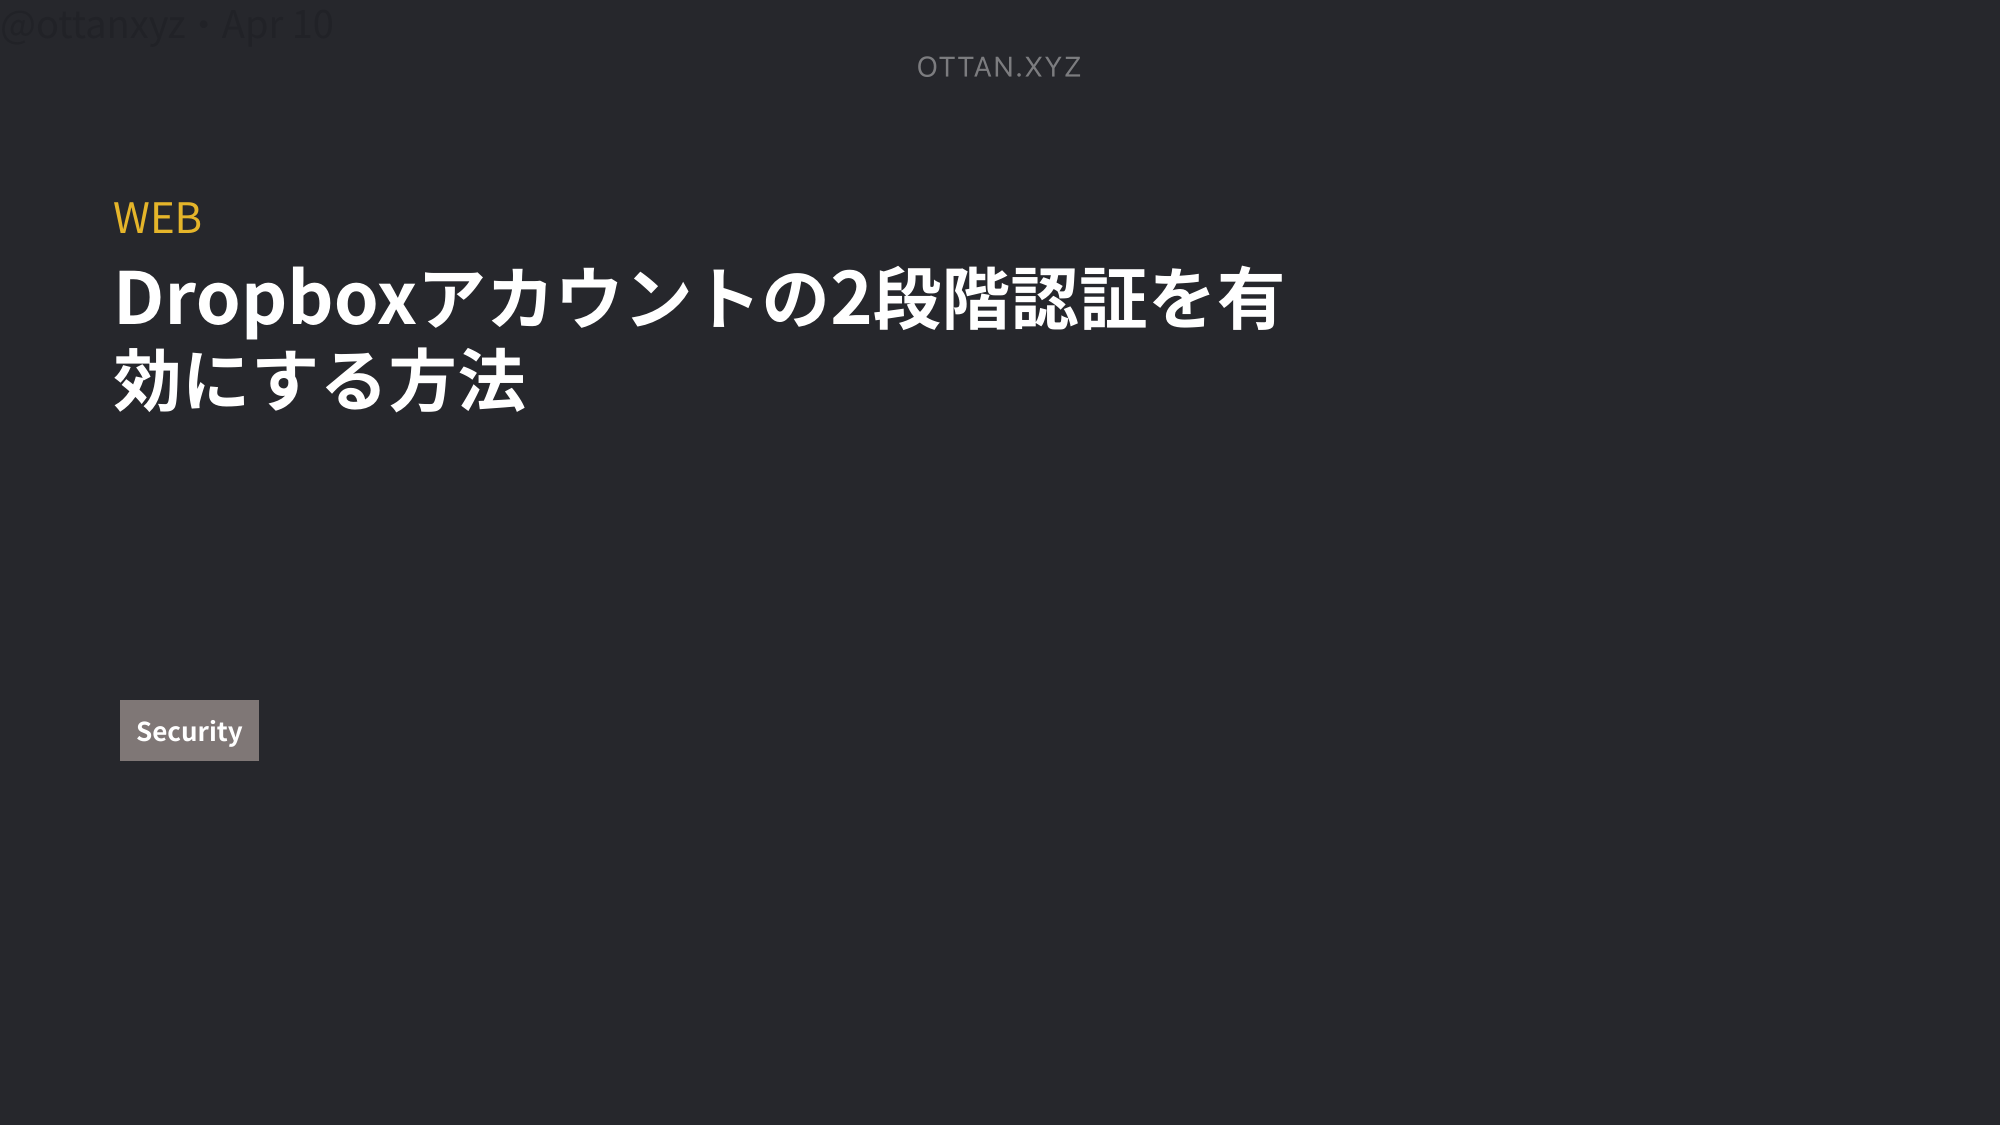 @ottanxyz・Apr 10
OTTAN.XYZ
WEB
Dropboxアカウントの2段階認証を有
効にする方法
Security